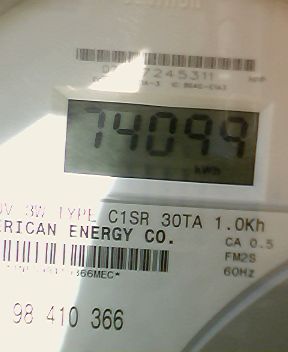 7245311
74099
kWh
3W TYPE C1SR 30TA 1.0Kh
ERICAN ENERGY CO.
CA 0.5
FM2S
60Hz
98 410 366